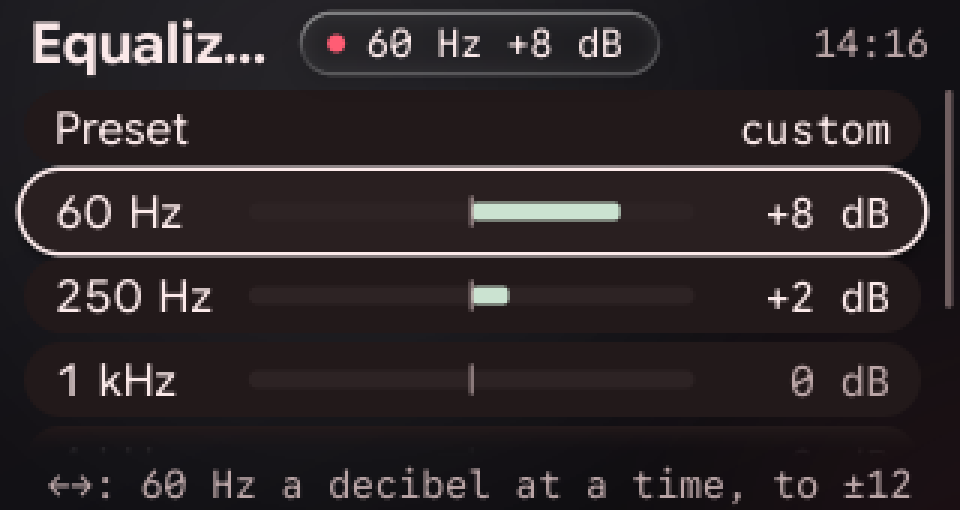 Equaliz... 60 Hz +8 dB 14:16
Preset custom
60 Hz +8 dB
250 Hz +2 dB
1 kHz 0 dB
↔: 60 Hz a decibel at a time, to ±12